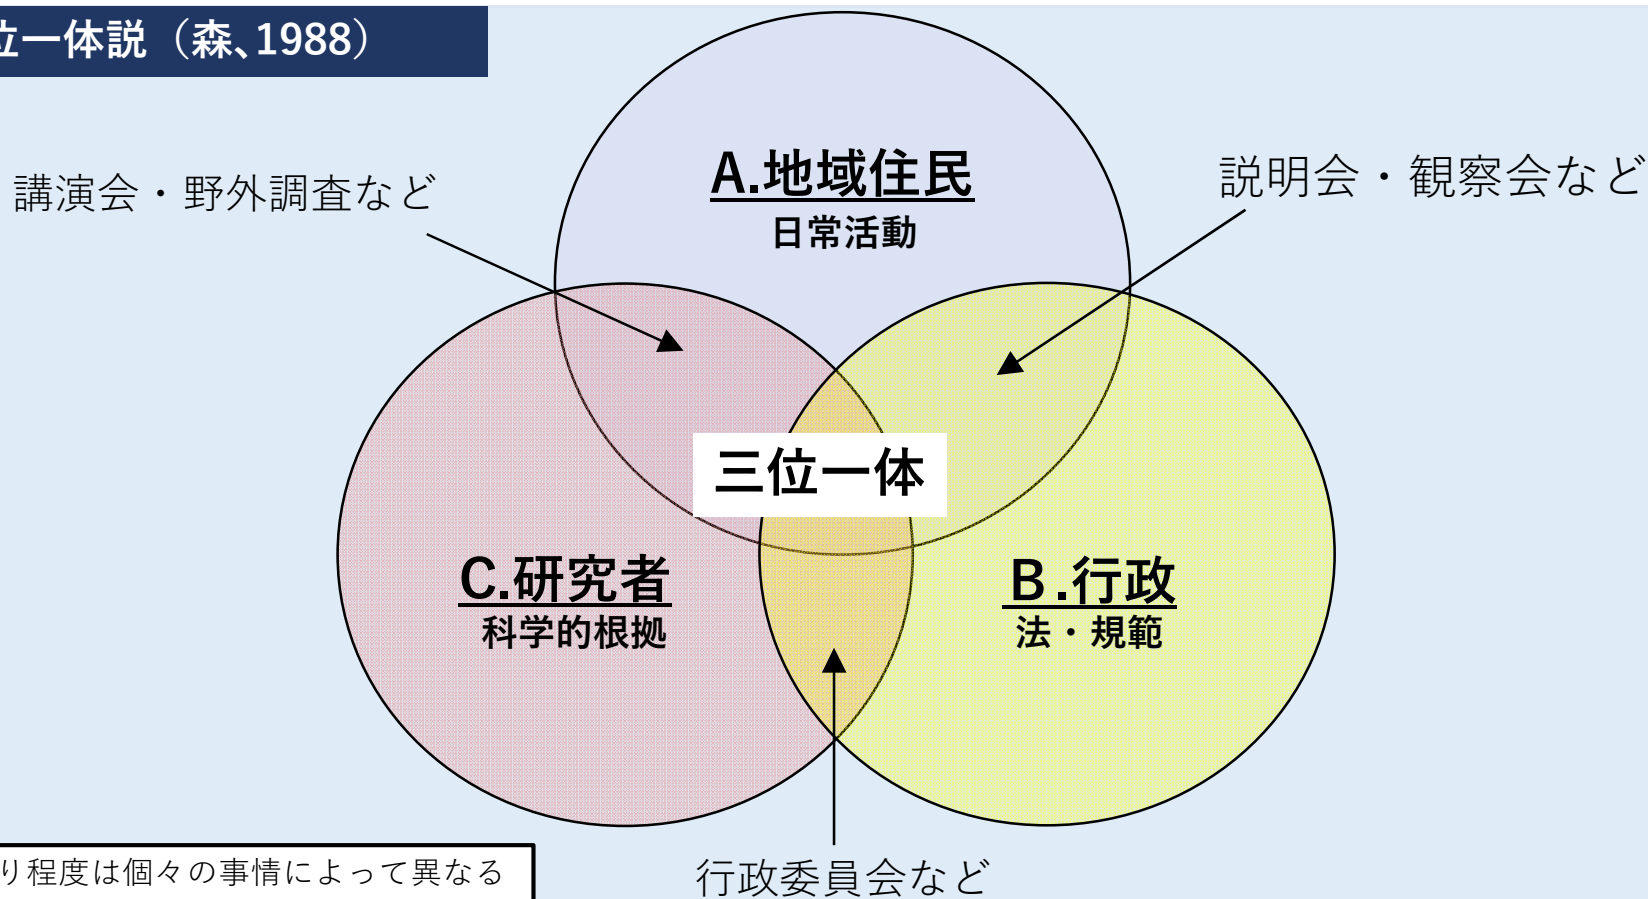 位一体説（森、1988）
講演会・野外調査など
説明会・観察会など
A.地域住民
日常活動
三位一体
C.研究者
科学的根拠
Ｂ.行政
法・規範
り程度は個々の事情によって異なる
行政委員会など